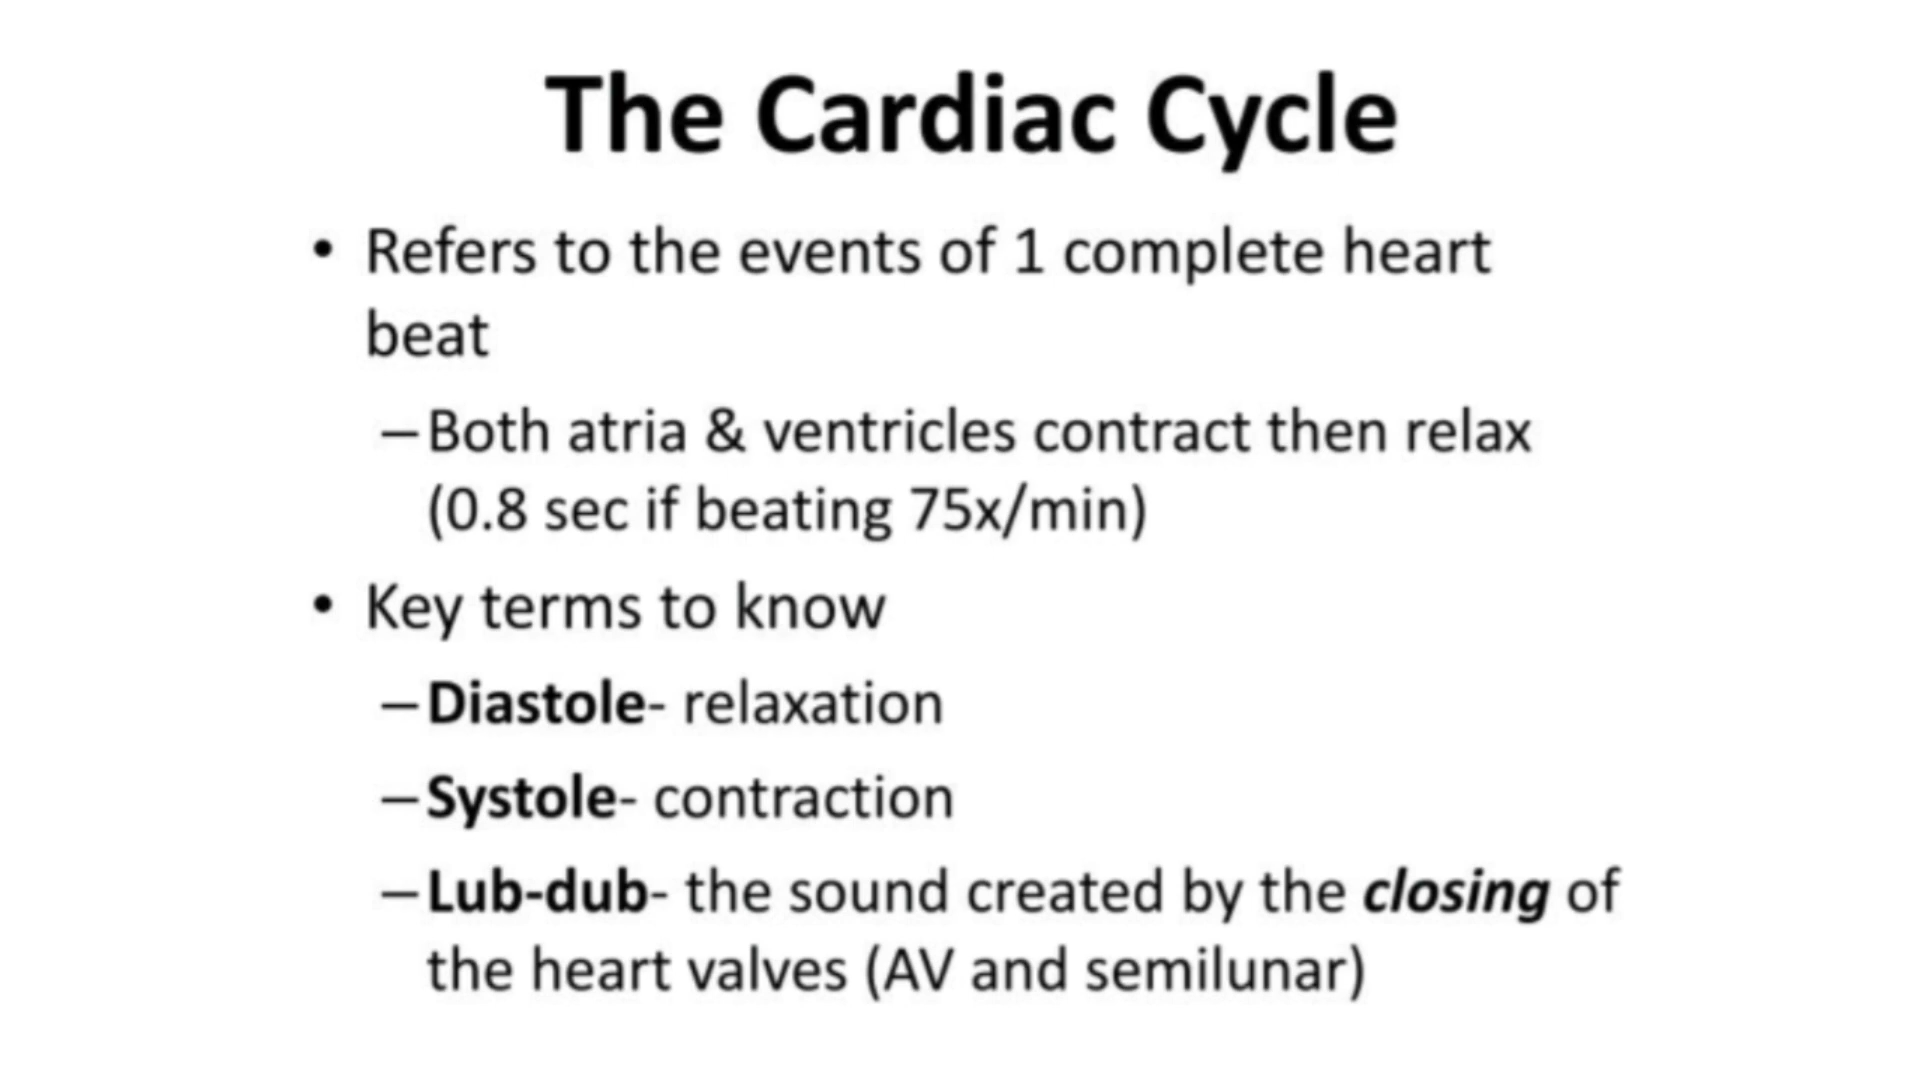 The Cardiac Cycle
• Refers to the events of 1 complete heart
beat
– Both atria & ventricles contract then relax
(0.8 sec if beating 75x/min)
• Key terms to know
– Diastole- relaxation
– Systole- contraction
– Lub-dub- the sound created by the closing of
the heart valves (AV and semilunar)